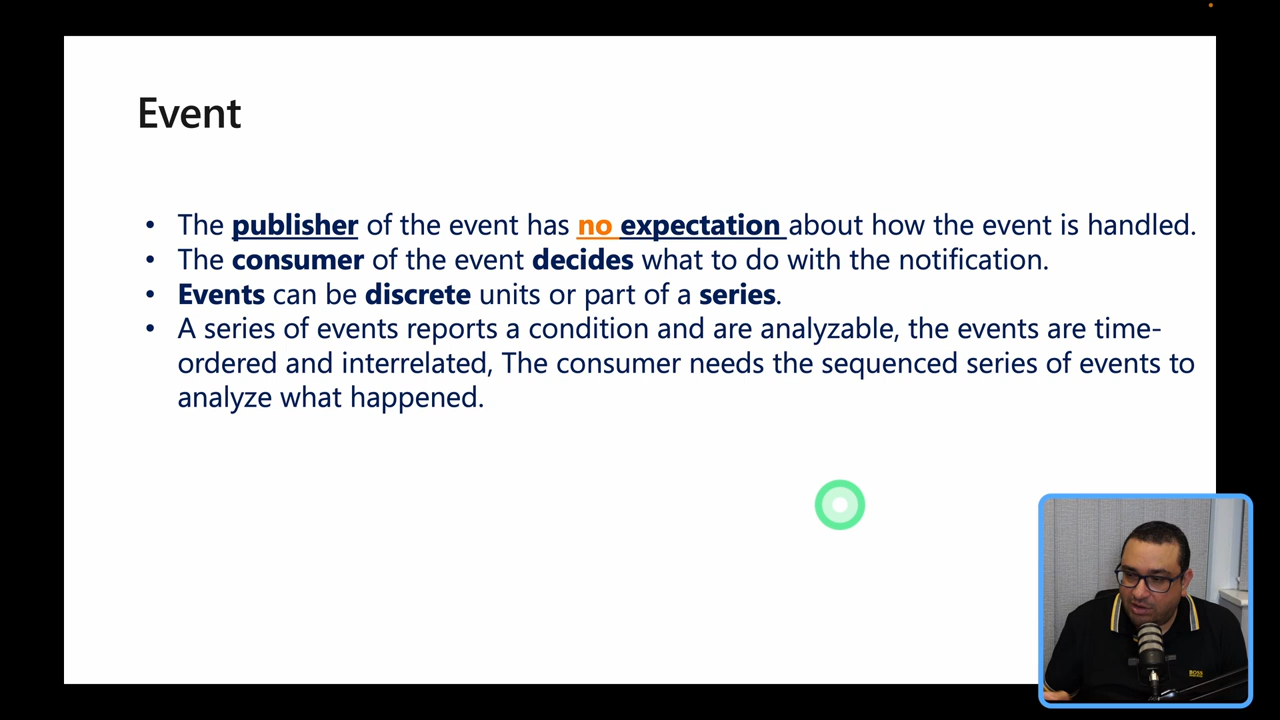 Event
• The publisher of the event has no expectation about how the event is handled.
• The consumer of the event decides what to do with the notification.
• Events can be discrete units or part of a series.
• A series of events reports a condition and are analyzable, the events are time-
ordered and interrelated, The consumer needs the sequenced series of events to
analyze what happened.
BOSS